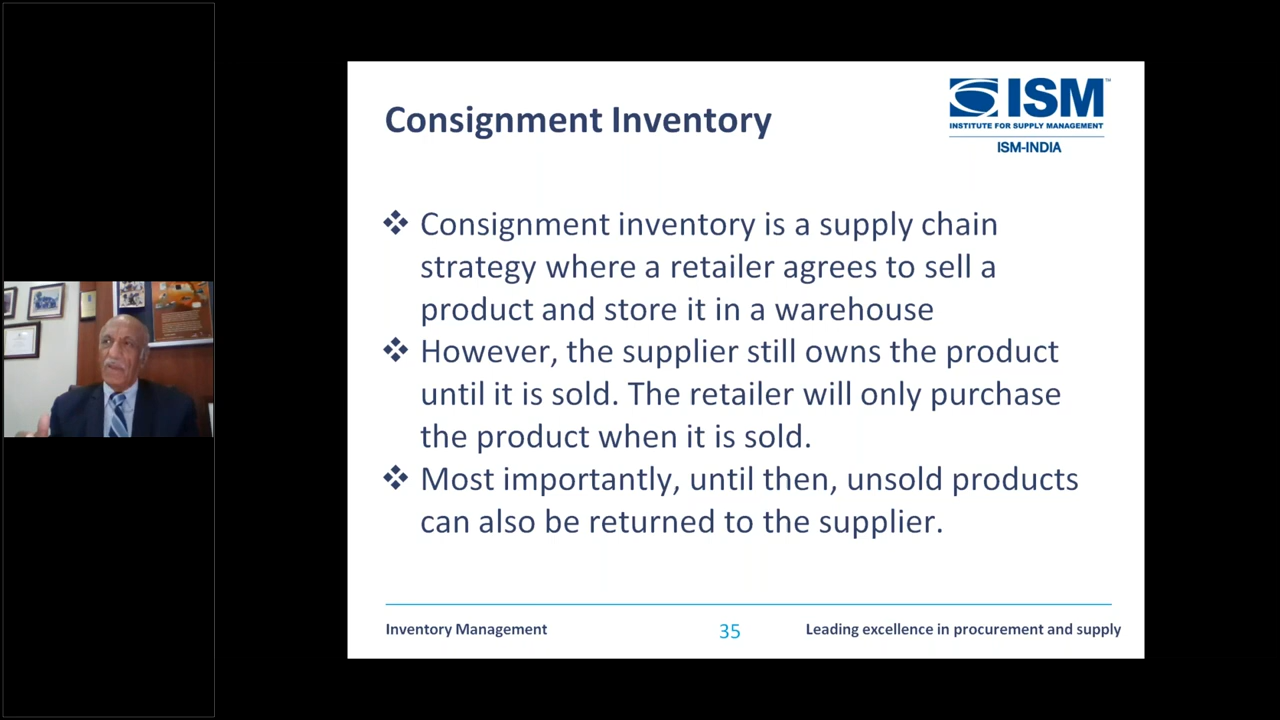 Consignment Inventory
ISM™
INSTITUTE FOR SUPPLY MANAGEMENT
ISM-INDIA
❖ Consignment inventory is a supply chain
strategy where a retailer agrees to sell a
product and store it in a warehouse
❖ However, the supplier still owns the product
until it is sold. The retailer will only purchase
the product when it is sold.
❖ Most importantly, until then, unsold products
can also be returned to the supplier.
Inventory Management
35
Leading excellence in procurement and supply